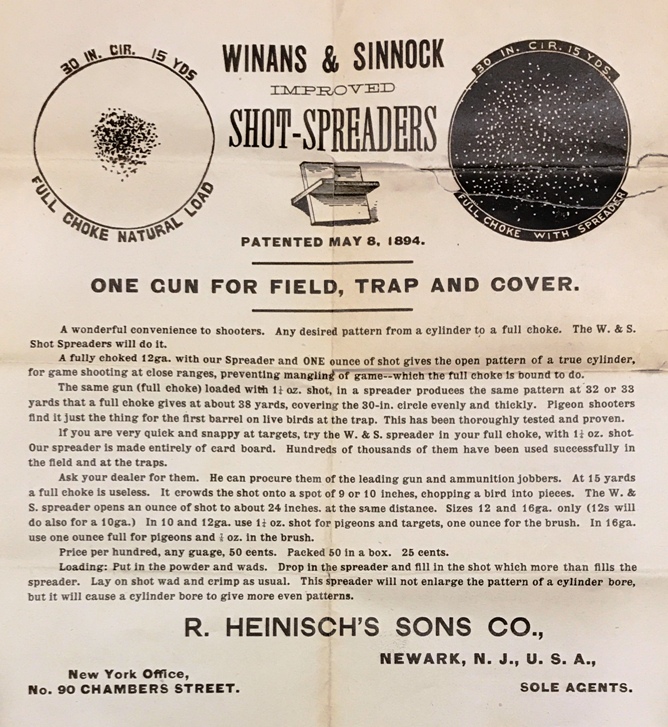 30 IN. CIR. 15 YDS
FULL CHOKE NATURAL LOAD
WINANS & SINNOCK
IMPROVED
SHOT-SPREADERS
PATENTED MAY 8, 1894.
30 IN. CIR. 15 YDS.
FULL CHOKE WITH SPREADER
ONE GUN FOR FIELD, TRAP AND COVER.
A wonderful convenience to shooters. Any desired pattern from a cylinder to a full choke. The W. & S.
Shot Spreaders will do it.
A fully choked 12ga. with our Spreader and ONE ounce of shot gives the open pattern of a true cylinder,
for game shooting at close ranges, preventing mangling of game--which the full choke is bound to do.
The same gun (full choke) loaded with 1¼ oz. shot, in a spreader produces the same pattern at 32 or 33
yards that a full choke gives at about 38 yards, covering the 30-in. circle evenly and thickly. Pigeon shooters
find it just the thing for the first barrel on live birds at the trap. This has been thoroughly tested and proven.
If you are very quick and snappy at targets, try the W. & S. spreader in your full choke, with 1¼ oz. shot.
Our spreader is made entirely of card board. Hundreds of thousands of them have been used successfully in
the field and at the traps.
Ask your dealer for them. He can procure them of the leading gun and ammunition jobbers. At 15 yards
a full choke is useless. It crowds the shot onto a spot of 9 or 10 inches, chopping a bird into pieces. The W. &
S. spreader opens an ounce of shot to about 24 inches. at the same distance. Sizes 12 and 16ga. only (12s will
do also for a 10ga.) In 10 and 12ga. use 1¼ oz. shot for pigeons and targets, one ounce for the brush. In 16ga.
use one ounce full for pigeons and oz. in the brush.
Price per hundred, any guage, 50 cents. Packed 50 in a box. 25 cents.
Loading: Put in the powder and wads. Drop in the spreader and fill in the shot which more than fills the
spreader. Lay on shot wad and crimp as usual. This spreader will not enlarge the pattern of a cylinder bore,
but it will cause a cylinder bore to give more even patterns.
R. HEINISCH'S SONS CO.,
NEWARK, N. J., U. S. A.,
New York Office,
No. 90 CHAMBERS STREET.
SOLE AGENTS.